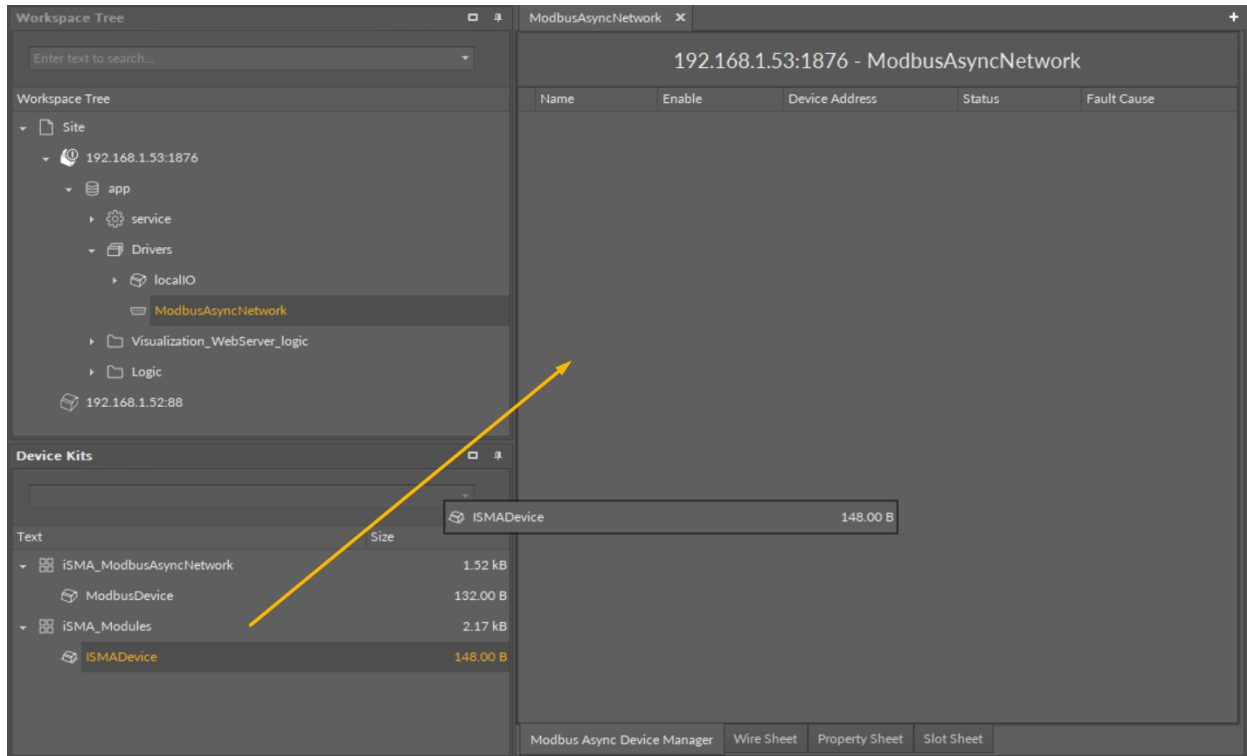 Workspace Tree
Enter text to search...
Workspace Tree
Site
192.168.1.53:1876
app
service
Drivers
localIO
ModbusAsyncNetwork
Visualization_WebServer_logic
Logic
192.168.1.52:88
Device Kits
Text Size
iSMA_ModbusAsyncNetwork 1.52 kB
ModbusDevice 132.00 B
iSMA_Modules 2.17 kB
ISMADevice 148.00 B
ModbusAsyncNetwork
192.168.1.53:1876 - ModbusAsyncNetwork
Name Enable Device Address Status Fault Cause
ISMADevice 148.00 B
Modbus Async Device Manager Wire Sheet Property Sheet Slot Sheet